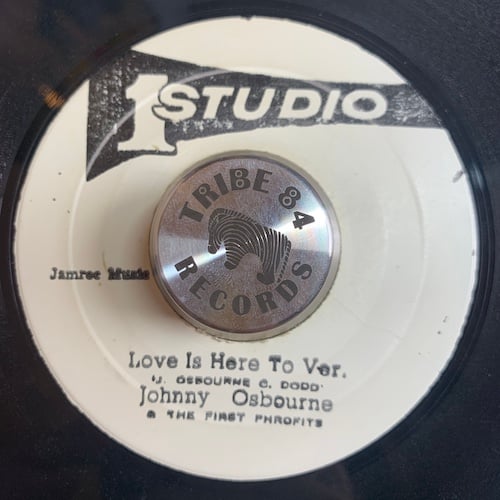 1 STUDIO
TRIBE 84
RECORDS
Jamrec Music
Love Is Here To Ver.
'J. OSBOURNE C. DODD'
Johnny Osbourne
& THE FIRST PHROFITS